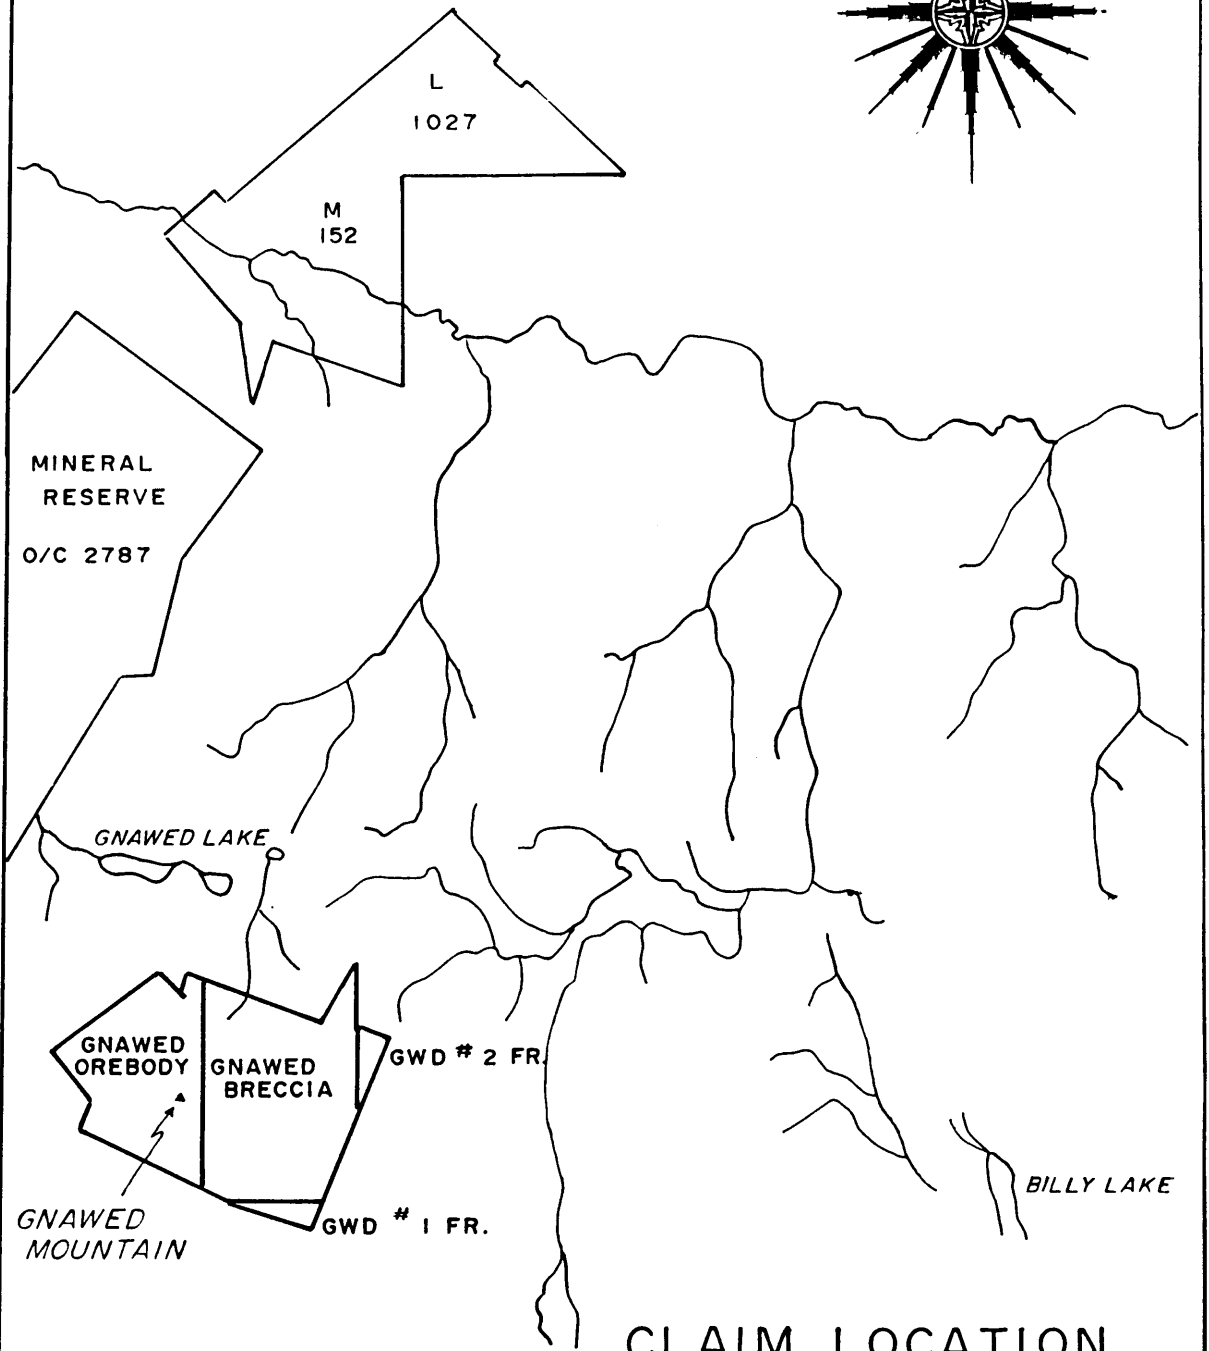 L
1027
M
152
MINERAL
RESERVE
O/C 2787
GNAWED LAKE
GNAWED
OREBODY
GNAWED
BRECCIA
GWD # 2 FR.
GWD # 1 FR.
GNAWED
MOUNTAIN
BILLY LAKE
CLAIM LOCATION